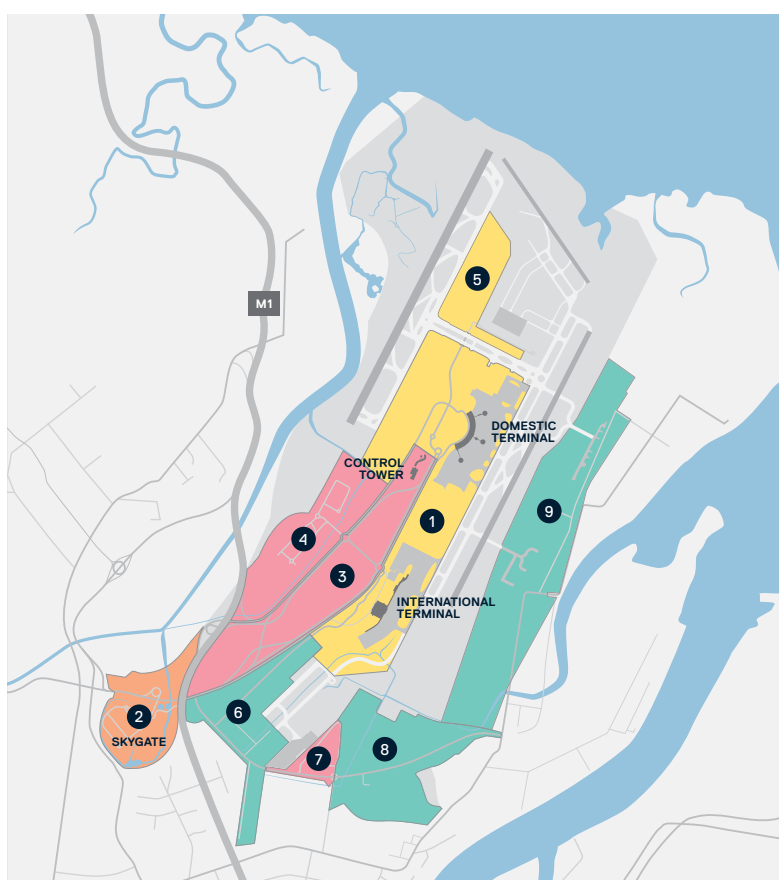 5
M1
DOMESTIC
TERMINAL
CONTROL
TOWER
9
1
4
3
INTERNATIONAL
TERMINAL
6
2
SKYGATE
8
7